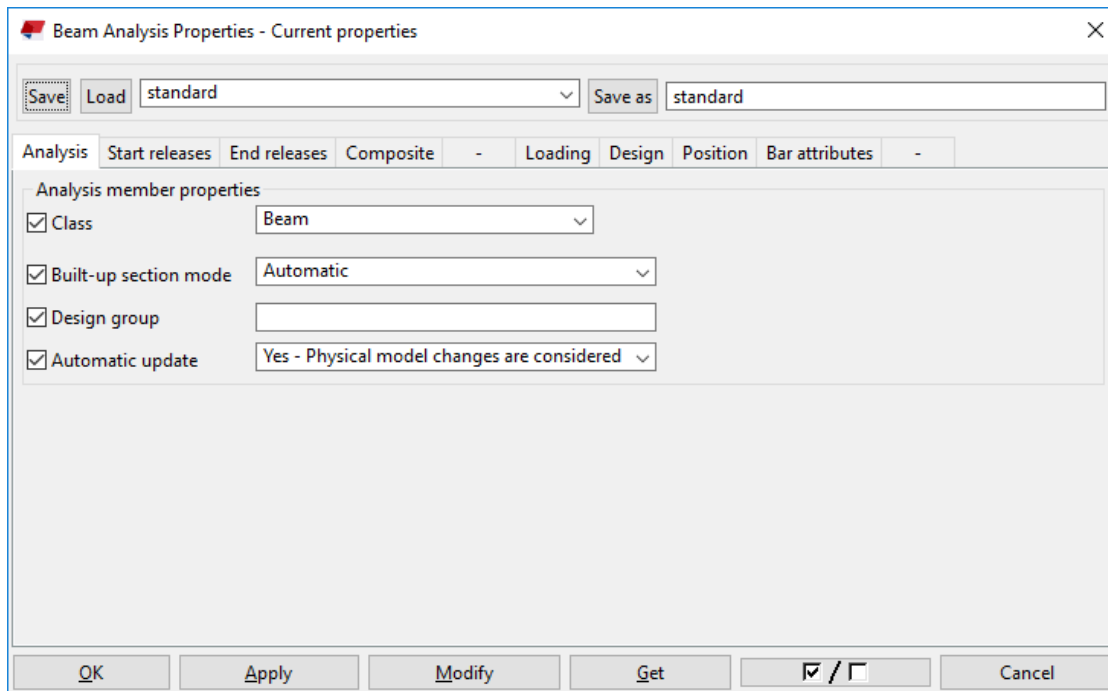 Beam Analysis Properties - Current properties
Save Load standard Save as standard
Analysis Start releases End releases Composite - Loading Design Position Bar attributes -
Analysis member properties
Class Beam
Built-up section mode Automatic
Design group
Automatic update Yes - Physical model changes are considered
OK Apply Modify Get / Cancel